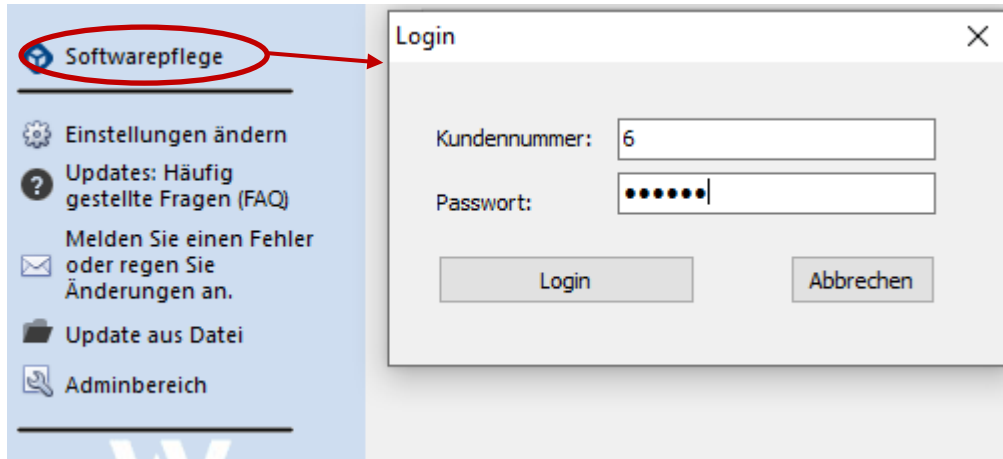 Softwarepflege
Einstellungen ändern
Updates: Häufig
gestellte Fragen (FAQ)
Melden Sie einen Fehler
oder regen Sie
Änderungen an.
Update aus Datei
Adminbereich
Login
Kundennummer: 6
Passwort: ●●●●●●
Login Abbrechen